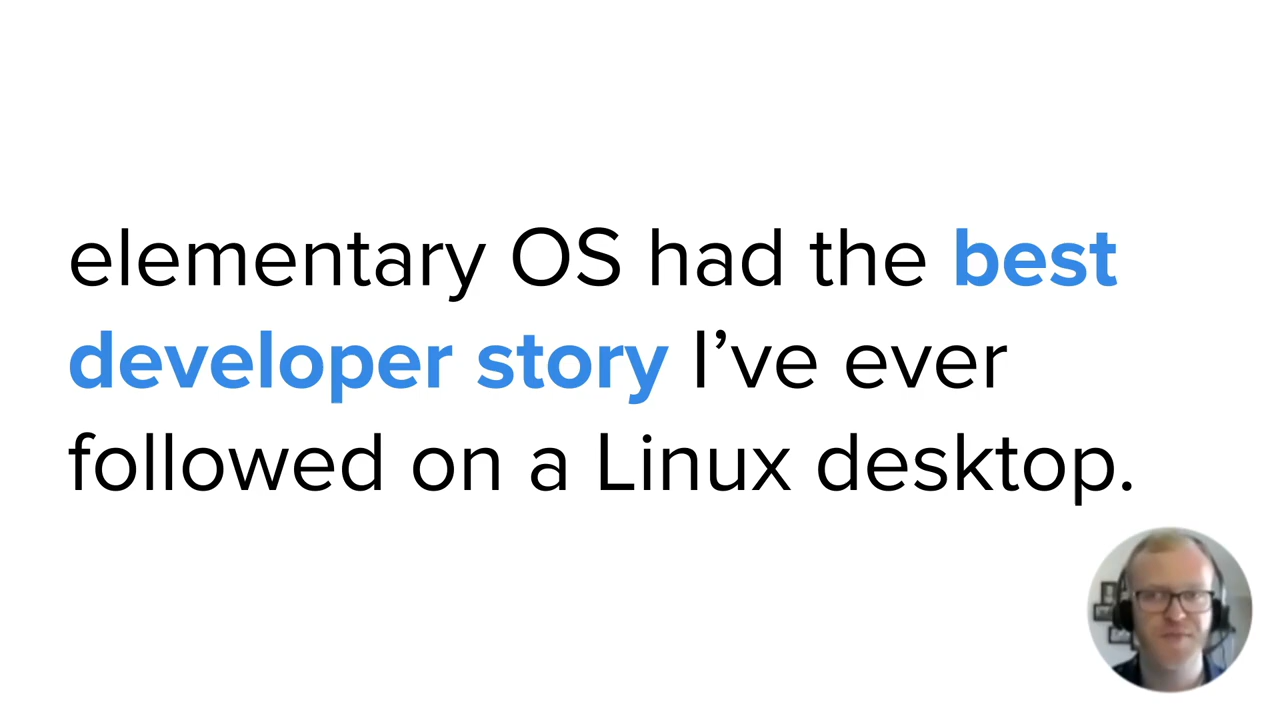 elementary OS had the best
developer story I’ve ever
followed on a Linux desktop.